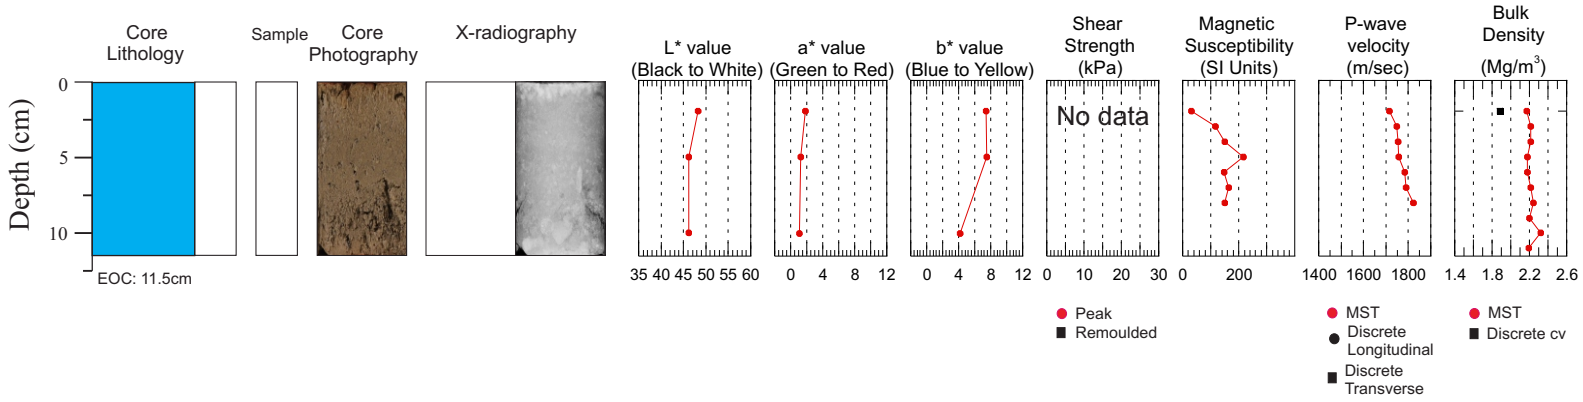 Core
Lithology
Sample
Core
Photography
X-radiography
L* value
(Black to White)
a* value
(Green to Red)
b* value
(Blue to Yellow)
Shear
Strength
(kPa)
Magnetic
Susceptibility
(SI Units)
P-wave
velocity
(m/sec)
Bulk
Density
(Mg/m³)
Depth (cm)
0
5
10
EOC: 11.5cm
No data
35 40 45 50 55 60
0 4 8 12
0 4 8 12
0 10 20 30
0 200
1400 1600 1800
1.4 1.8 2.2 2.6
Peak
Remoulded
MST
Discrete
Longitudinal
Discrete
Transverse
MST
Discrete cv